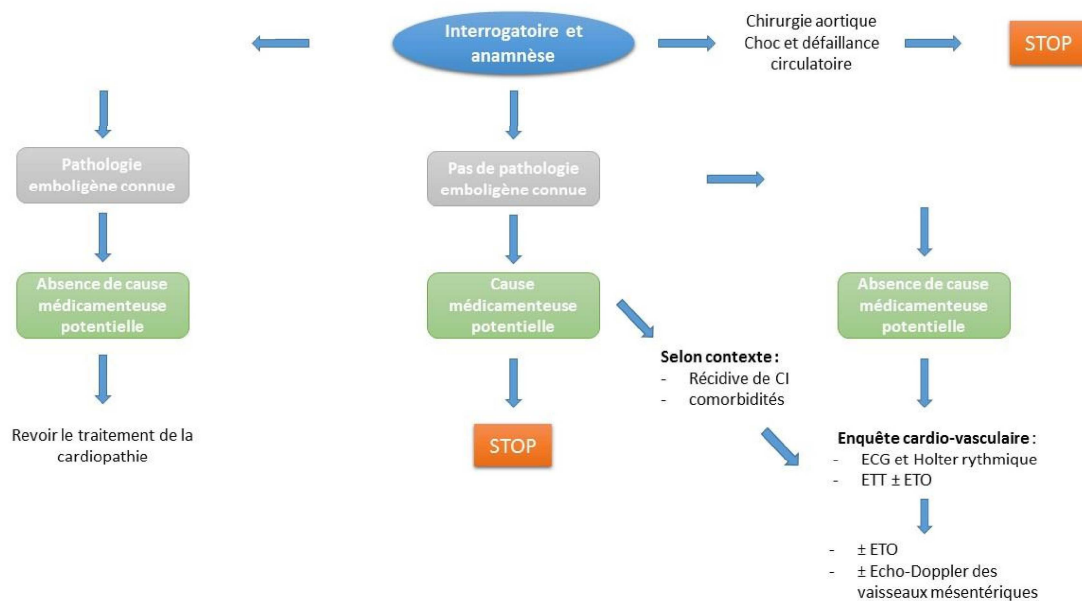 Interrogatoire et
anamnèse
Chirurgie aortique
Choc et défaillance
circulatoire
STOP
Pathologie
emboligène connue
Pas de pathologie
emboligène connue
Absence de cause
médicamenteuse
potentielle
Cause
médicamenteuse
potentielle
Absence de cause
médicamenteuse
potentielle
Selon contexte :
- Récidive de CI
- comorbidités
Revoir le traitement de la
cardiopathie
STOP
Enquête cardio-vasculaire :
- ECG et Holter rythmique
- ETT ± ETO
- ± ETO
- ± Echo-Doppler des
vaisseaux mésentériques